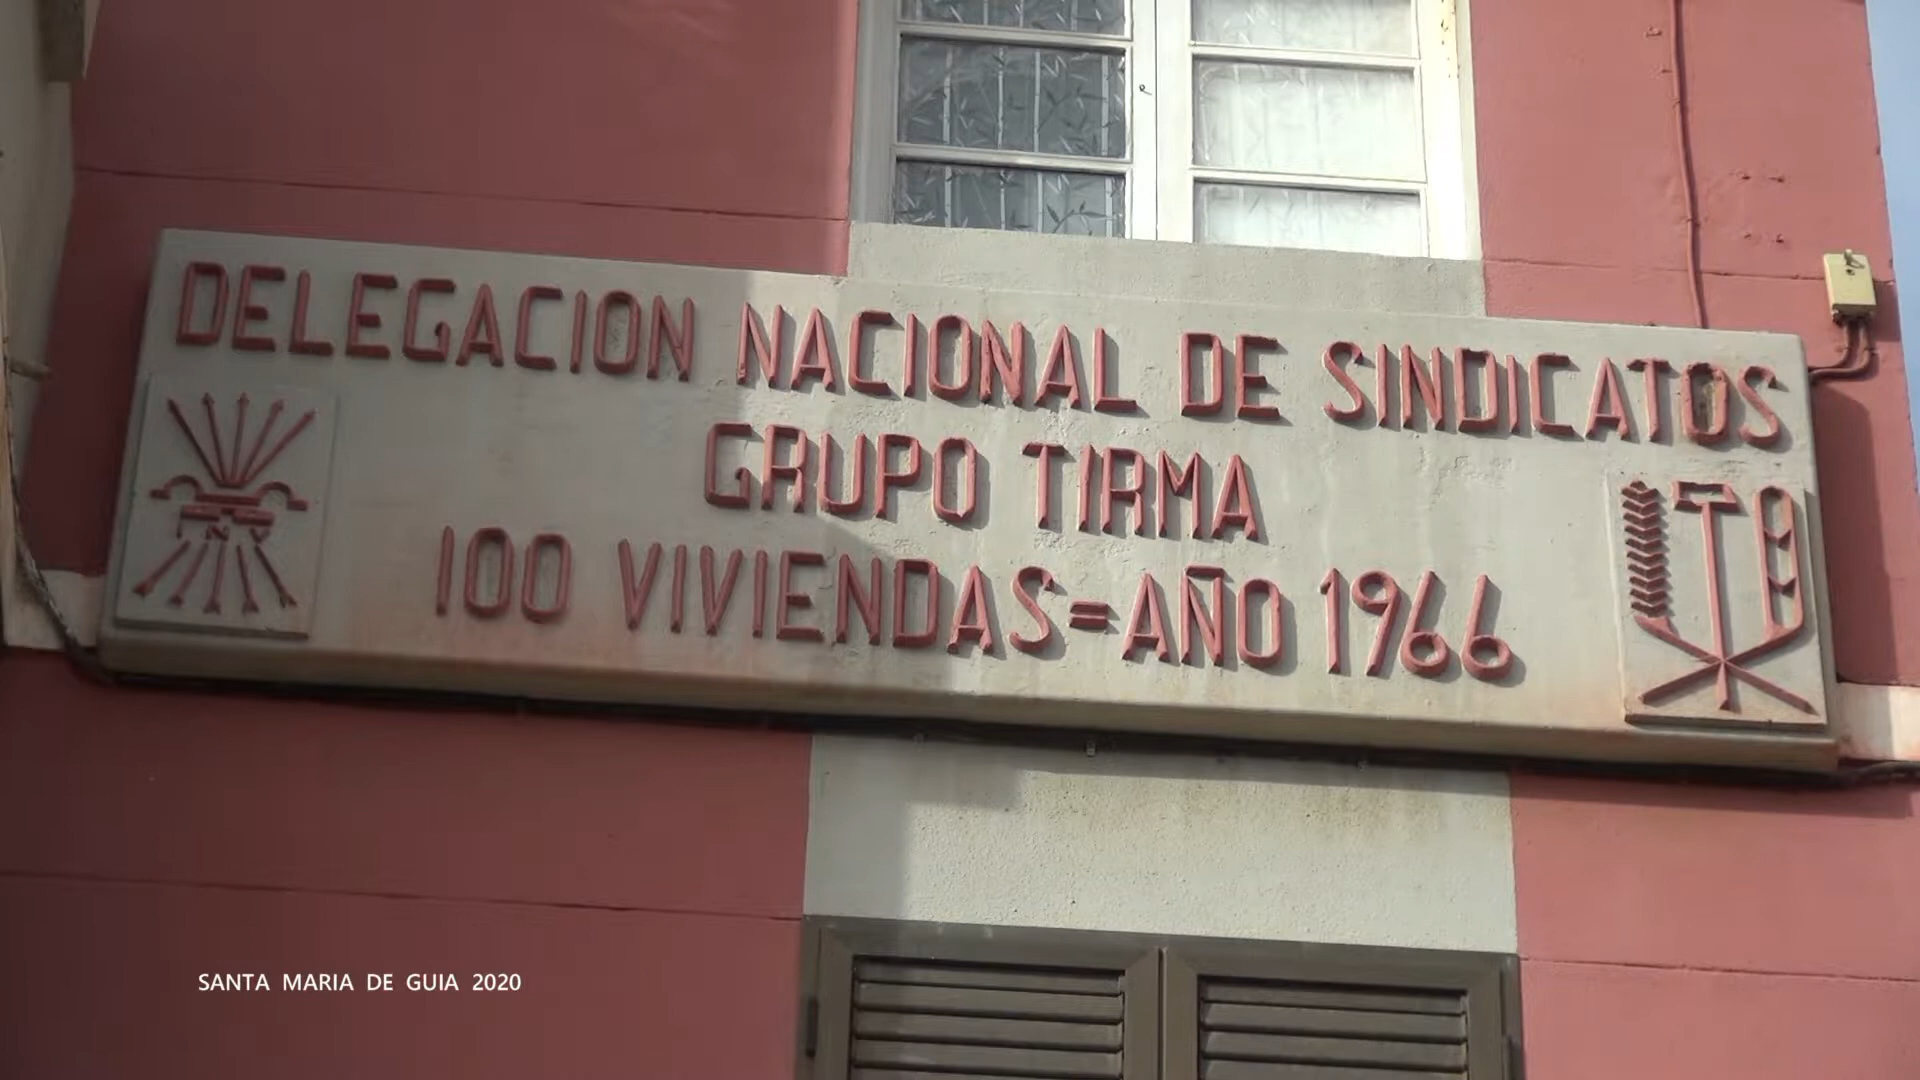 DELEGACION NACIONAL DE SINDICATOS
GRUPO TIRMA
100 VIVIENDAS=AÑO 1966
SANTA MARIA DE GUIA 2020